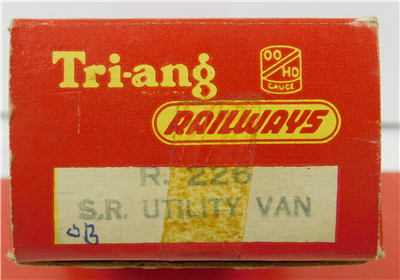 Tri-ang
OO
HO
GAUGE
RAILWAYS
R. 226
S.R. UTILITY VAN
OB